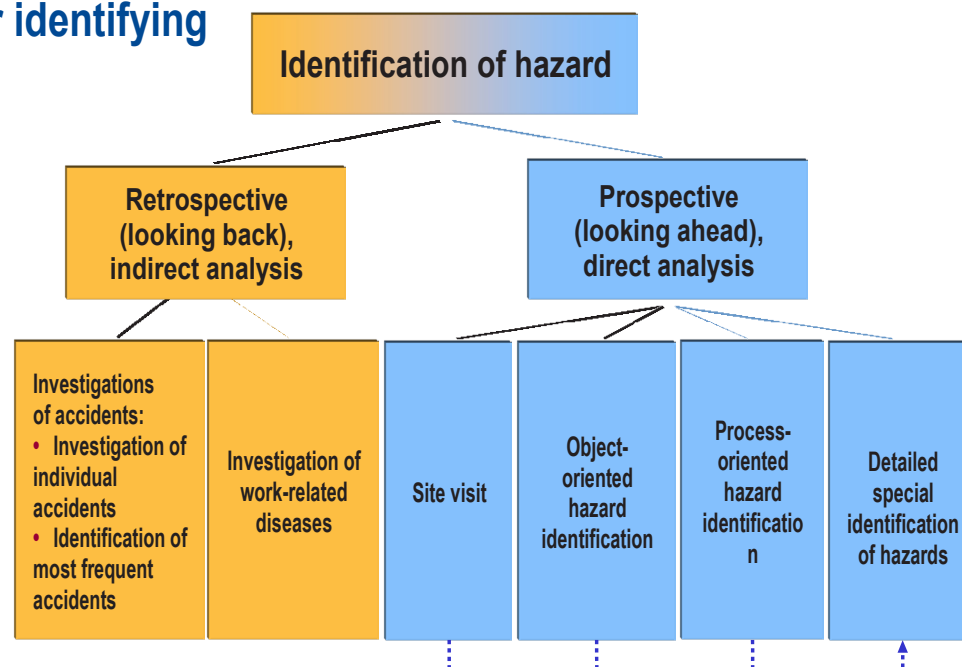 r identifying
Identification of hazard
Retrospective
(looking back),
indirect analysis
Prospective
(looking ahead),
direct analysis
Investigations
of accidents:
• Investigation of
individual
accidents
• Identification of
most frequent
accidents
Investigation of
work-related
diseases
Site visit
Object-
oriented
hazard
identification
Process-
oriented
hazard
identificatio
n
Detailed
special
identification
of hazards